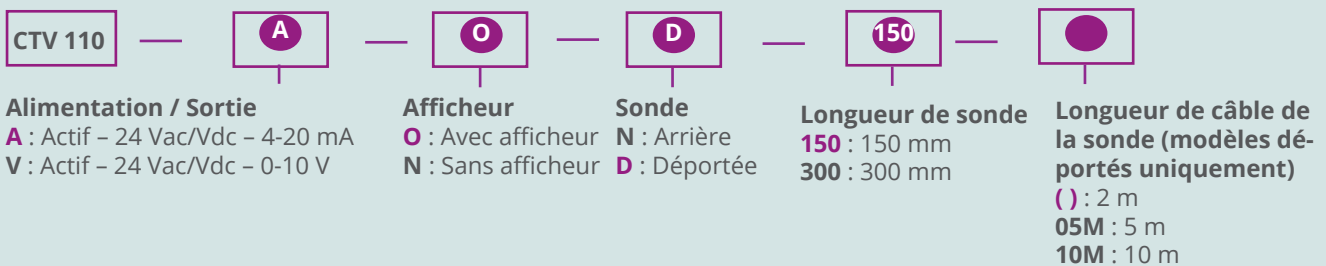 CTV 110 — A — O — D — 150 —
Alimentation / Sortie
A : Actif – 24 Vac/Vdc – 4-20 mA
V : Actif – 24 Vac/Vdc – 0-10 V
Afficheur
O : Avec afficheur
N : Sans afficheur
Sonde
N : Arrière
D : Déportée
Longueur de sonde
150 : 150 mm
300 : 300 mm
Longueur de câble de
la sonde (modèles dé-
portés uniquement)
( ) : 2 m
05M : 5 m
10M : 10 m